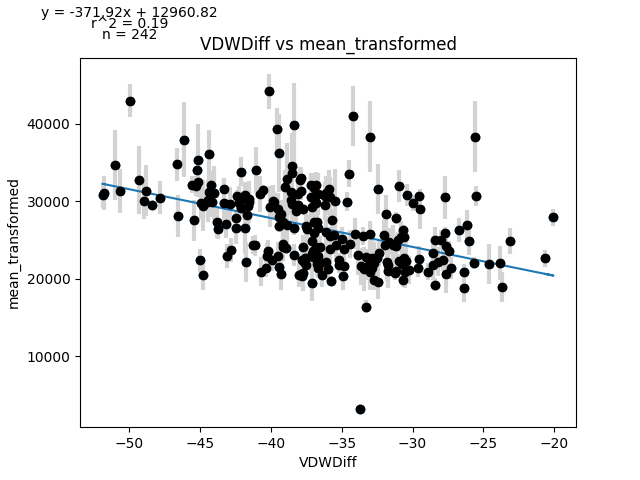 y = -371.92x + 12960.82
r^2 = 0.19
n = 242
VDWDiff vs mean_transformed
mean_transformed
40000
30000
20000
10000
−50
−45
−40
−35
−30
−25
−20
VDWDiff